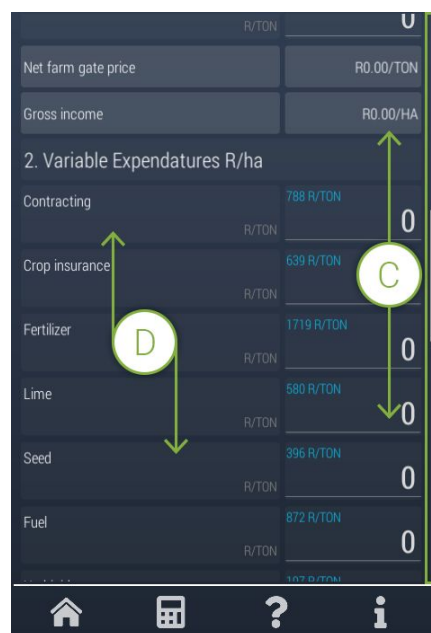 R/TON 0
Net farm gate price R0.00/TON
Gross income R0.00/HA
2. Variable Expendatures R/ha
Contracting 788 R/TON
R/TON 0
Crop insurance 639 R/TON
C
R/TON
Fertilizer 1719 R/TON
D
R/TON 0
Lime 580 R/TON
R/TON 0
Seed 396 R/TON
R/TON 0
Fuel 872 R/TON
R/TON 0
107 R/TON
? i